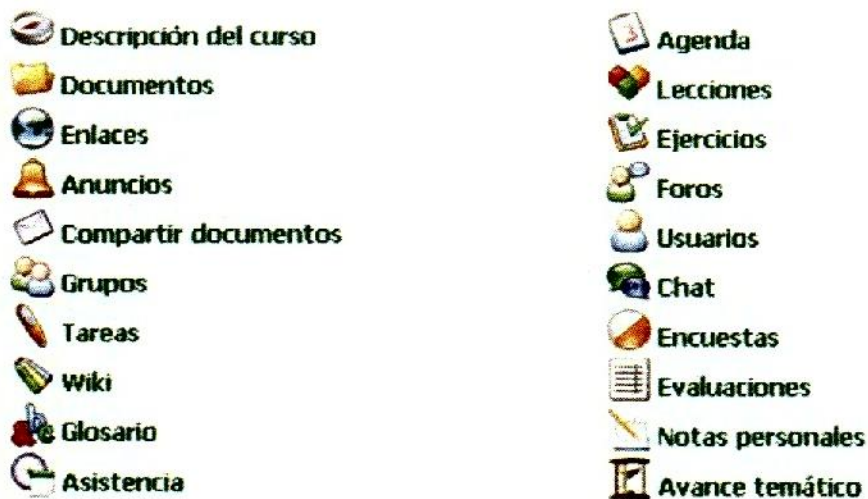 Descripción del curso
Documentos
Enlaces
Anuncios
Compartir documentos
Grupos
Tareas
Wiki
Glosario
Asistencia
Agenda
Lecciones
Ejercicios
Foros
Usuarios
Chat
Encuestas
Evaluaciones
Notas personales
Avance temático